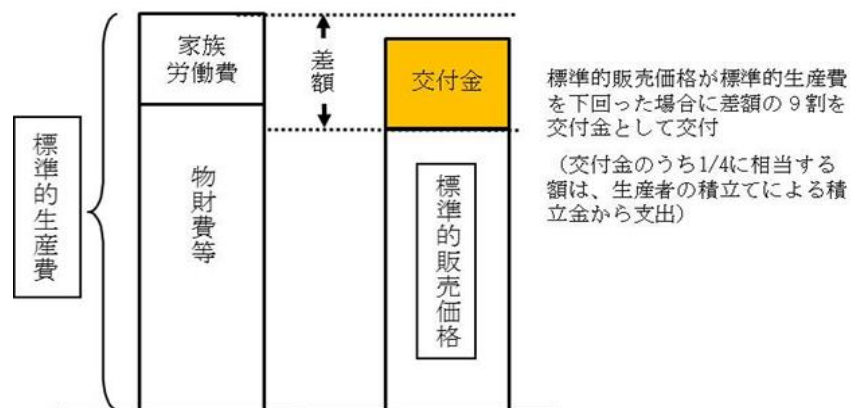 標準的生産費
家族
労働費
物財費等
差額
交付金
標準的販売価格
標準的販売価格が標準的生産費
を下回った場合に差額の9割を
交付金として交付
（交付金のうち1/4に相当する
額は、生産者の積立てによる積
立金から支出）